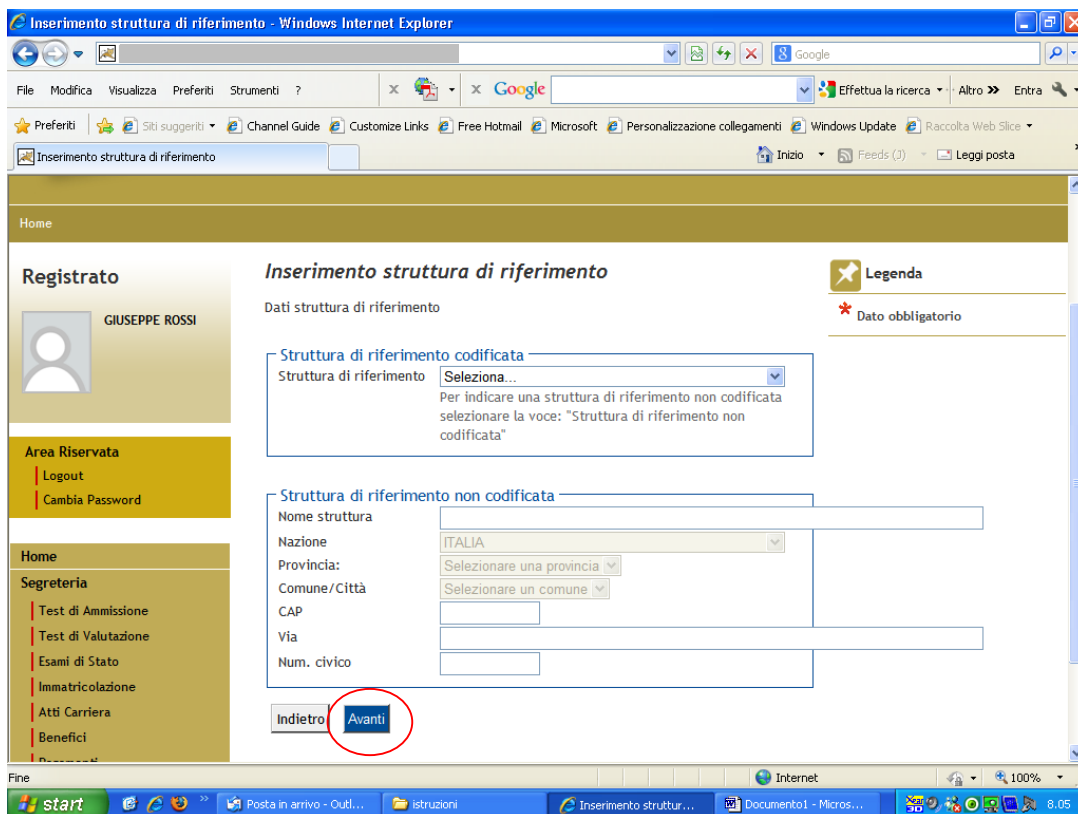 Inserimento struttura di riferimento - Windows Internet Explorer
Google
File Modifica Visualizza Preferiti Strumenti ?
x x Google Effettua la ricerca Altro Entra
Preferiti Siti suggeriti Channel Guide Customize Links Free Hotmail Microsoft Personalizzazione collegamenti Windows Update Raccolta Web Slice
Inserimento struttura di riferimento Inizio Feeds (J) Leggi posta
Home
Registrato
GIUSEPPE ROSSI
Area Riservata
Logout
Cambia Password
Home
Segreteria
Test di Ammissione
Test di Valutazione
Esami di Stato
Immatricolazione
Atti Carriera
Benefici
Inserimento struttura di riferimento
Dati struttura di riferimento
Struttura di riferimento codificata
Struttura di riferimento Seleziona...
Per indicare una struttura di riferimento non codificata
selezionare la voce: "Struttura di riferimento non
codificata"
Struttura di riferimento non codificata
Nome struttura
Nazione ITALIA
Provincia: Selezionare una provincia
Comune/Città Selezionare un comune
CAP
Via
Num. civico
Indietro Avanti
Legenda
* Dato obbligatorio
Fine Internet 100%
start Posta in arrivo - Outl... istruzioni Inserimento struttur... Documento1 - Micros... 8.05